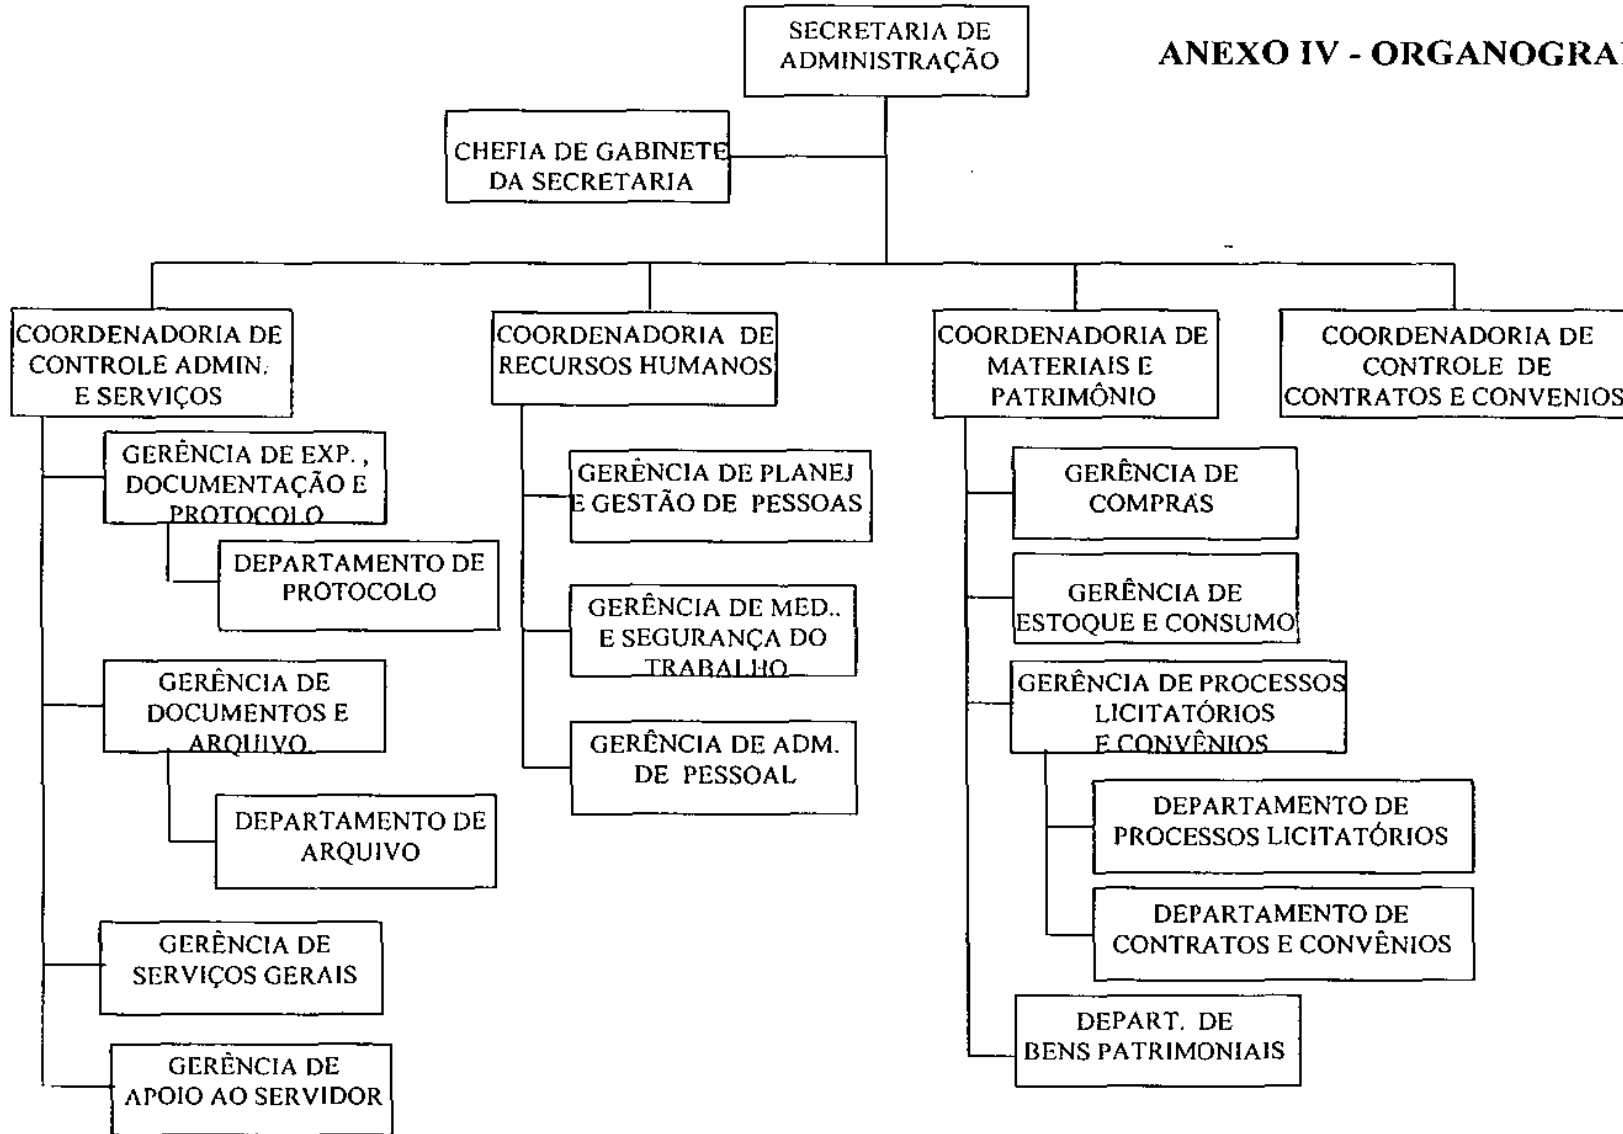 SECRETARIA DE
ADMINISTRAÇÃO
ANEXO IV - ORGANOGRA
CHEFIA DE GABINETE
DA SECRETARIA
COORDENADORIA DE
CONTROLE ADMIN.
E SERVIÇOS
GERÊNCIA DE EXP. ,
DOCUMENTAÇÃO E
PROTOCOLO
DEPARTAMENTO DE
PROTOCOLO
GERÊNCIA DE
DOCUMENTOS E
ARQUIVO
DEPARTAMENTO DE
ARQUIVO
GERÊNCIA DE
SERVIÇOS GERAIS
GERÊNCIA DE
APOIO AO SERVIDOR
COORDENADORIA DE
RECURSOS HUMANOS
GERÊNCIA DE PLANEJ
E GESTÃO DE PESSOAS
GERÊNCIA DE MED..
E SEGURANÇA DO
TRABALHO
GERÊNCIA DE ADM.
DE PESSOAL
COORDENADORIA DE
MATERIAIS E
PATRIMÔNIO
GERÊNCIA DE
COMPRAS
GERÊNCIA DE
ESTOQUE E CONSUMO
GERÊNCIA DE PROCESSOS
LICITATÓRIOS
E CONVÊNIOS
DEPARTAMENTO DE
PROCESSOS LICITATÓRIOS
DEPARTAMENTO DE
CONTRATOS E CONVÊNIOS
DEPART. DE
BENS PATRIMONIAIS
COORDENADORIA DE
CONTROLE DE
CONTRATOS E CONVENIOS